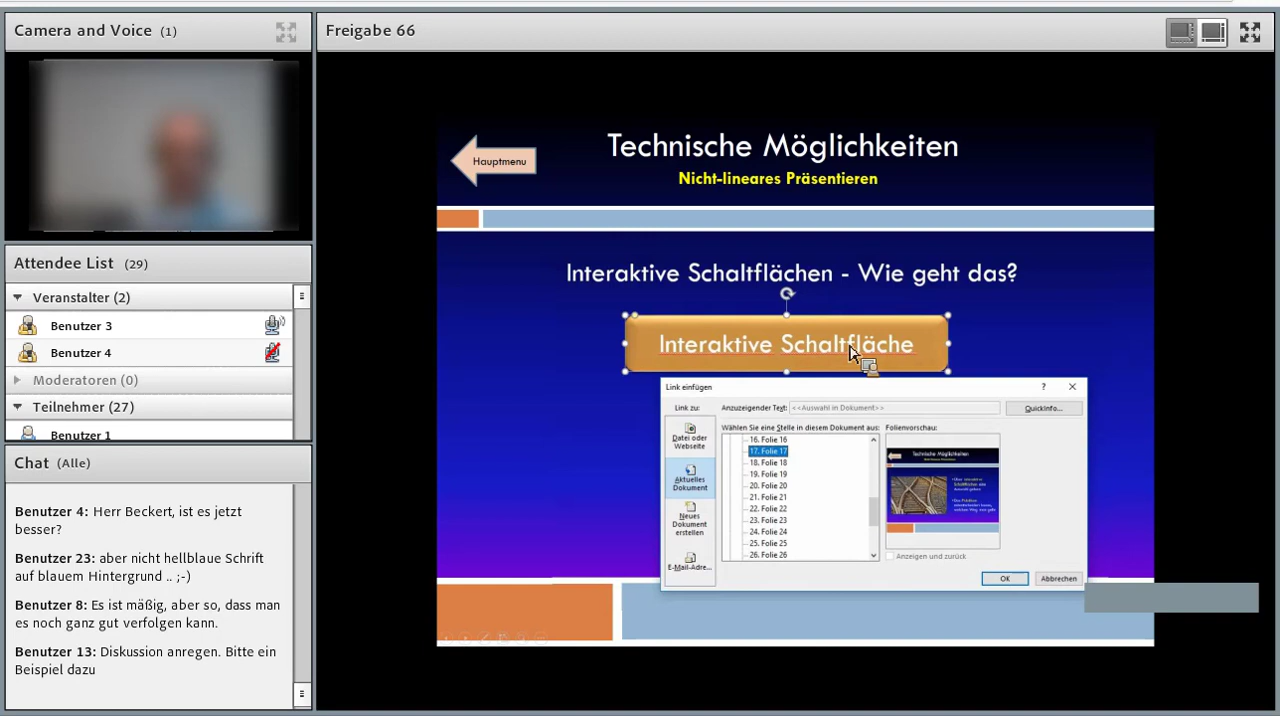 Camera and Voice (1)
Freigabe 66
Attendee List (29)
Veranstalter (2)
Benutzer 3
Benutzer 4
Moderatoren (0)
Teilnehmer (27)
Benutzer 1
Chat (Alle)
Benutzer 4: Herr Beckert, ist es jetzt
besser?
Benutzer 23: aber nicht hellblaue Schrift
auf blauem Hintergrund .. ;-)
Benutzer 8: Es ist mäßig, aber so, dass man
es noch ganz gut verfolgen kann.
Benutzer 13: Diskussion anregen. Bitte ein
Beispiel dazu
Hauptmenu
Technische Möglichkeiten
Nicht-lineares Präsentieren
Interaktive Schaltflächen - Wie geht das?
Interaktive Schaltfläche
Link einfügen
? 
Link zu:
Anzuzeigender Text: <<Auswahl in Dokument>>
QuickInfo...
Wählen Sie eine Stelle in diesem Dokument aus:
Folienvorschau:
Datei oder
Webseite
Aktuelles
Dokument
Neues
Dokument
erstellen
E-Mail-Adre...
16. Folie 16
17. Folie 17
18. Folie 18
19. Folie 19
20. Folie 20
21. Folie 21
22. Folie 22
23. Folie 23
24. Folie 24
25. Folie 25
26. Folie 26
Technische Möglichkeiten
Anzeigen und zurück
OK
Abbrechen